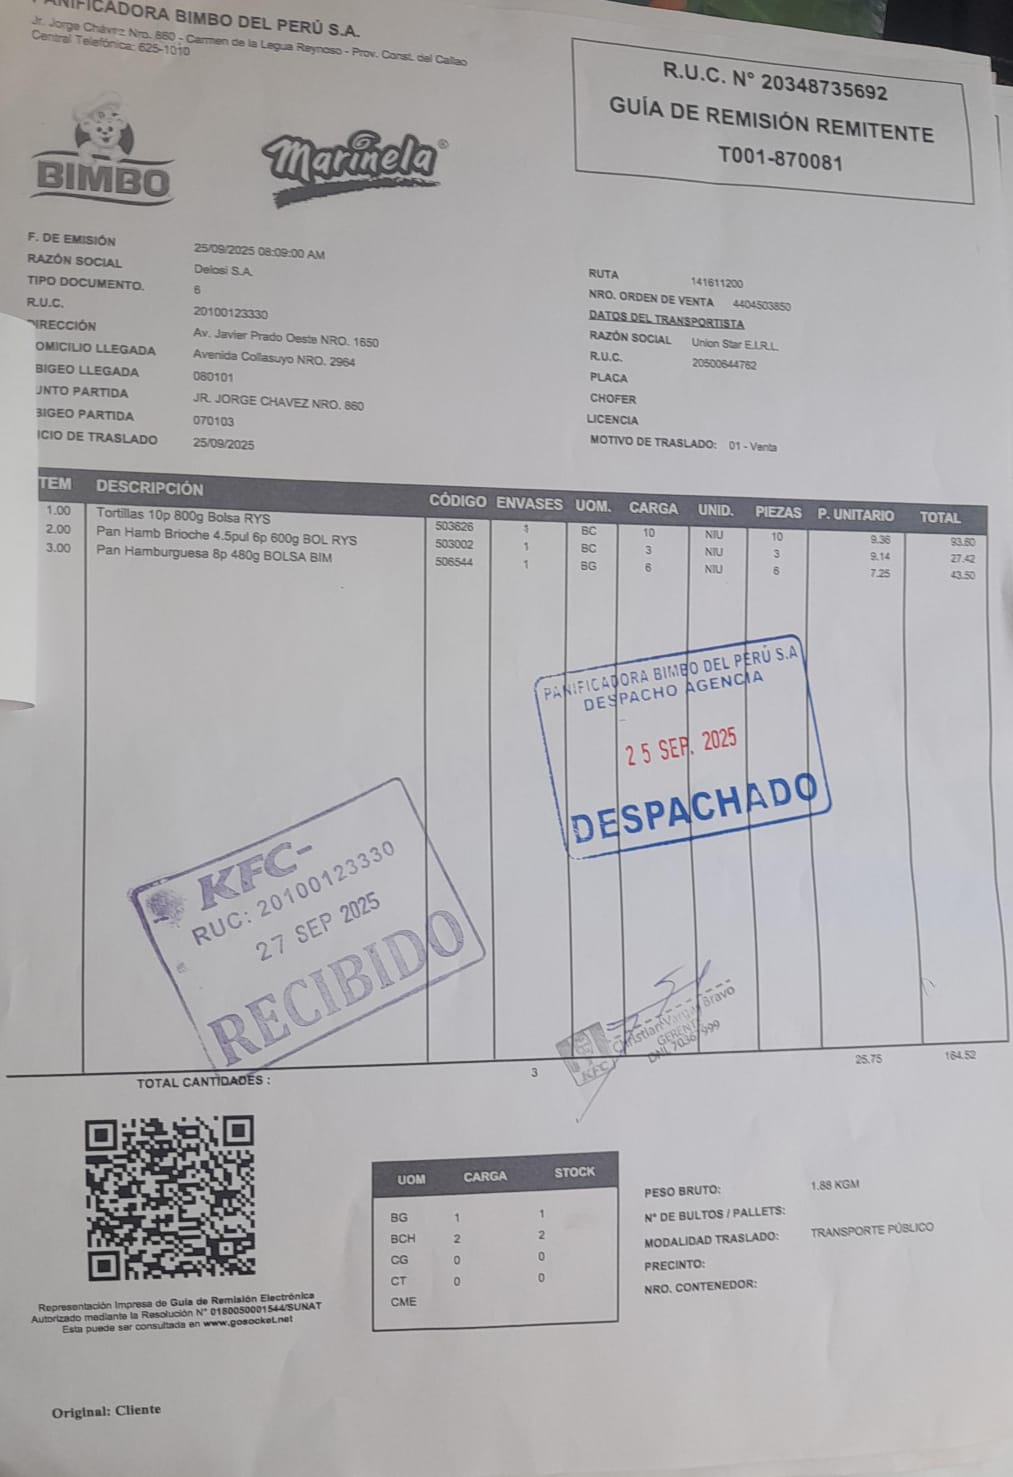 PANIFICADORA BIMBO DEL PERÚ S.A.
Jr. Jorge Chávez Nro. 860 - Carmen de la Legua Reynoso - Prov. Const. del Callao
Central Telefónica: 625-1010
BIMBO
Marinela®
R.U.C. N° 20348735692
GUÍA DE REMISIÓN REMITENTE
T001-870081
F. DE EMISIÓN 25/09/2025 08:09:00 AM
RAZÓN SOCIAL Delosi S.A.
TIPO DOCUMENTO. 6
R.U.C. 20100123330
DIRECCIÓN Av. Javier Prado Oeste NRO. 1650
OMICILIO LLEGADA Avenida Collasuyo NRO. 2964
BIGEO LLEGADA 080101
UNTO PARTIDA JR. JORGE CHAVEZ NRO. 860
BIGEO PARTIDA 070103
ICIO DE TRASLADO 25/09/2025
RUTA 141611200
NRO. ORDEN DE VENTA 4404503850
DATOS DEL TRANSPORTISTA
RAZÓN SOCIAL Union Star E.I.R.L.
R.U.C. 20500644762
PLACA
CHOFER
LICENCIA
MOTIVO DE TRASLADO: 01 - Venta
TEM DESCRIPCIÓN CÓDIGO ENVASES UOM. CARGA UNID. PIEZAS P. UNITARIO TOTAL
1.00 Tortillas 10p 800g Bolsa RYS 503626 1 BC 10 NIU 10 9.36 93.60
2.00 Pan Hamb Brioche 4.5pul 6p 600g BOL RYS 503002 1 BC 3 NIU 3 9.14 27.42
3.00 Pan Hamburguesa 8p 480g BOLSA BIM 506544 1 BG 6 NIU 6 7.25 43.50
PANIFICADORA BIMBO DEL PERÚ S.A
DESPACHO AGENCIA
25 SEP. 2025
DESPACHADO
KFC-
RUC: 20100123330
27 SEP 2025
RECIBIDO
Christian Vargas Bravo
GERENTE
KFC
TOTAL CANTIDADES : 3 25.75 164.52
UOM CARGA STOCK
BG 1 1
BCH 2 2
CG 0 0
CT 0 0
CME
PESO BRUTO: 1.88 KGM
N° DE BULTOS / PALLETS:
MODALIDAD TRASLADO: TRANSPORTE PÚBLICO
PRECINTO:
NRO. CONTENEDOR:
Representación Impresa de Guía de Remisión Electrónica
Autorizado mediante la Resolución N° 0180050001544/SUNAT
Esta puede ser consultada en www.gosocket.net
Original: Cliente